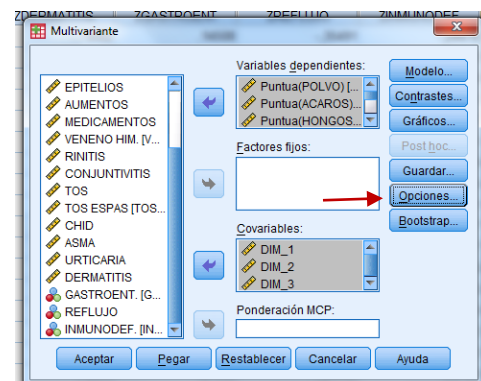 ZDERMATITIS ZGASTROENT ZREFLUJO ZINMUNODEF
Multivariante
EPITELIOS
AUMENTOS
MEDICAMENTOS
VENENO HIM. [V...
RINITIS
CONJUNTIVITIS
TOS
TOS ESPAS [TOS...
CHID
ASMA
URTICARIA
DERMATITIS
GASTROENT. [G...
REFLUJO
INMUNODEF. [IN...
Variables dependientes:
Puntua(POLVO) [...
Puntua(ACAROS)...
Puntua(HONGOS...
Factores fijos:
Covariables:
DIM_1
DIM_2
DIM_3
Ponderación MCP:
Modelo...
Contrastes...
Gráficos...
Post hoc...
Guardar...
Opciones...
Bootstrap...
Aceptar Pegar Restablecer Cancelar Ayuda